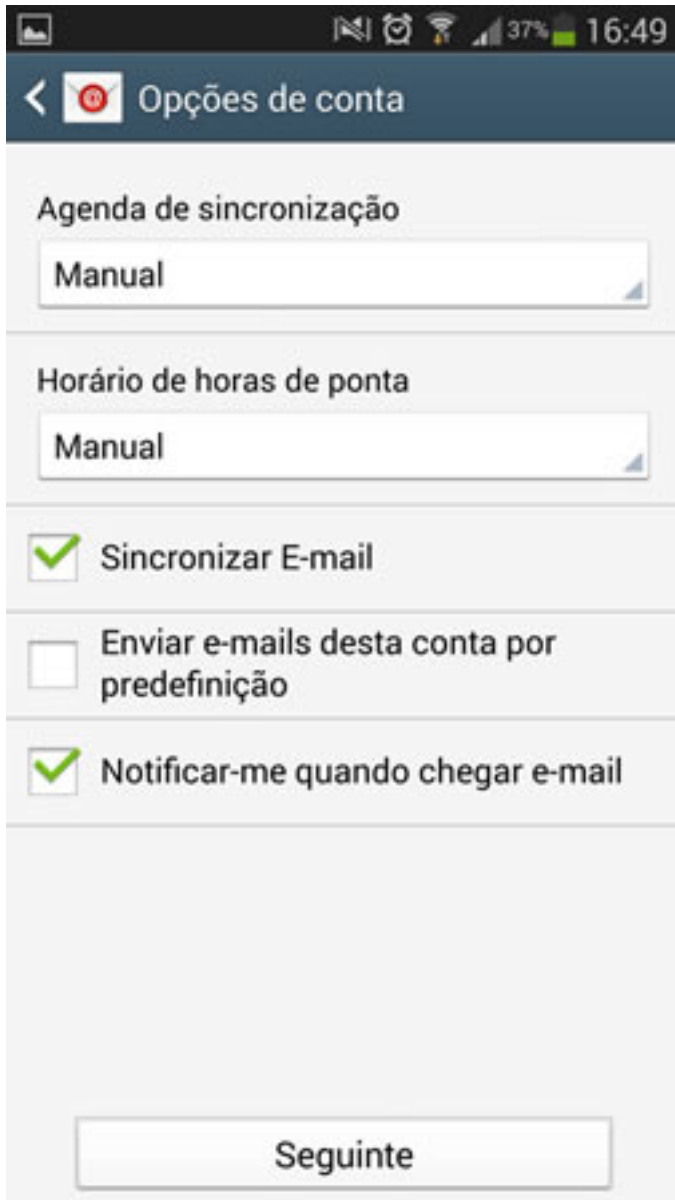 37% 16:49
Opções de conta
Agenda de sincronização
Manual
Horário de horas de ponta
Manual
Sincronizar E-mail
Enviar e-mails desta conta por
predefinição
Notificar-me quando chegar e-mail
Seguinte